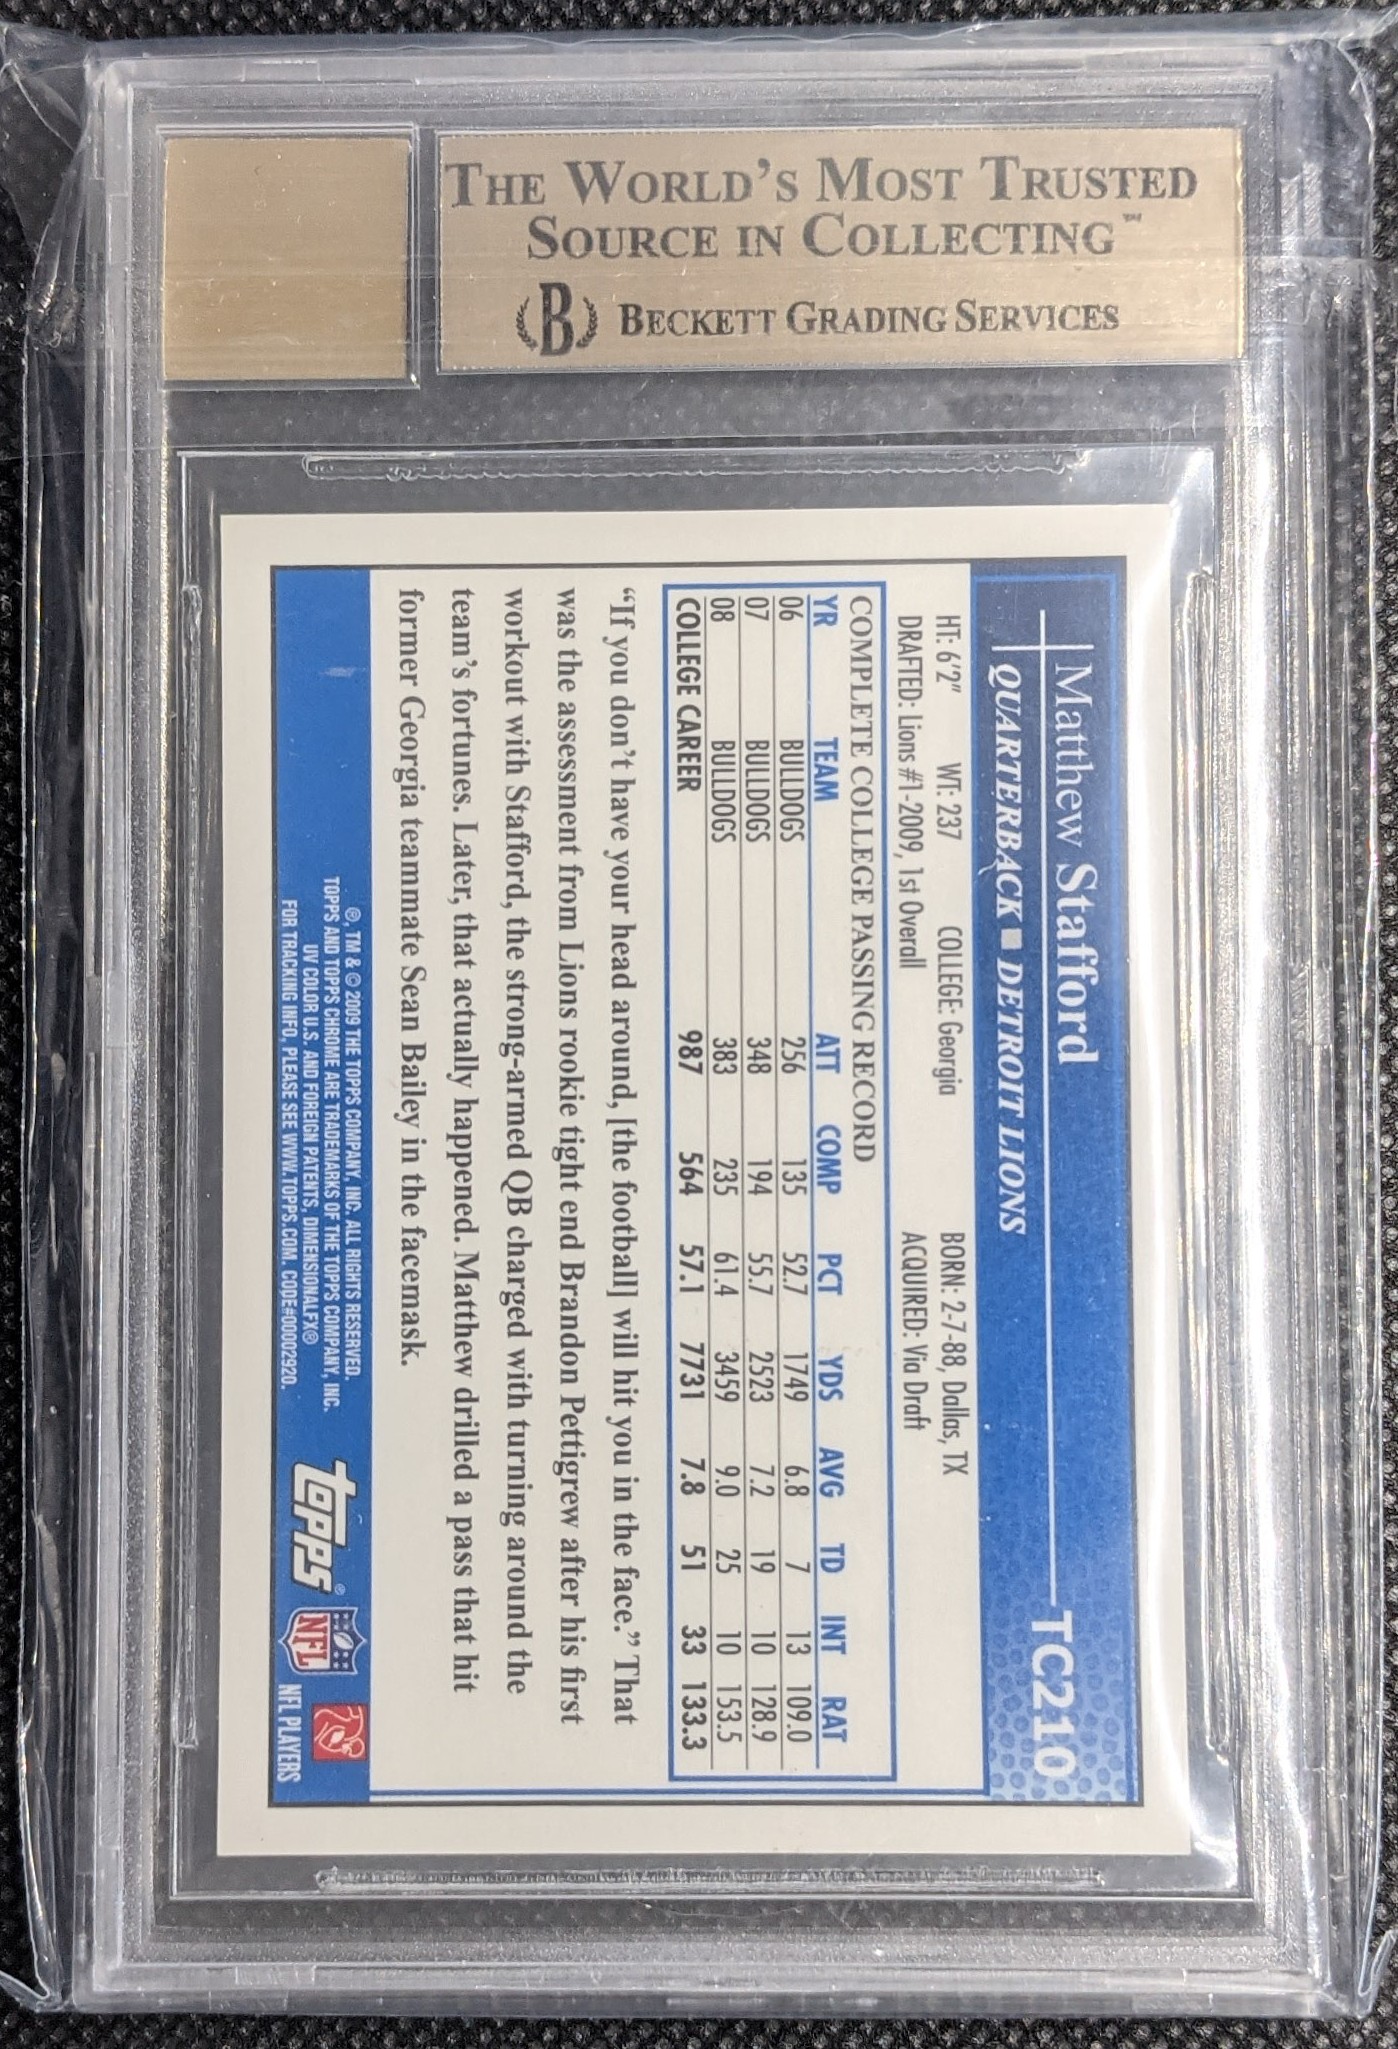 THE WORLD'S MOST TRUSTED
SOURCE IN COLLECTING™
B BECKETT GRADING SERVICES
Matthew Stafford TC210
QUARTERBACK ■ DETROIT LIONS
HT: 6'2" WT: 237 COLLEGE: Georgia BORN: 2-7-88, Dallas, TX
DRAFTED: Lions #1-2009, 1st Overall ACQUIRED: Via Draft
COMPLETE COLLEGE PASSING RECORD
YR TEAM ATT COMP PCT YDS AVG TD INT RAT
06 BULLDOGS 256 135 52.7 1749 6.8 7 13 109.0
07 BULLDOGS 348 194 55.7 2523 7.2 19 10 128.9
08 BULLDOGS 383 235 61.4 3459 9.0 25 10 153.5
COLLEGE CAREER 987 564 57.1 7731 7.8 51 33 133.3
“If you don't have your head around, [the football] will hit you in the face.” That
was the assessment from Lions rookie tight end Brandon Pettigrew after his first
workout with Stafford, the strong-armed QB charged with turning around the
team's fortunes. Later, that actually happened. Matthew drilled a pass that hit
former Georgia teammate Sean Bailey in the facemask.
®, TM & © 2009 THE TOPPS COMPANY, INC. ALL RIGHTS RESERVED.
TOPPS AND TOPPS CHROME ARE TRADEMARKS OF THE TOPPS COMPANY, INC.
UV COLOR U.S. AND FOREIGN PATENTS, DIMENSIONALFX®
FOR TRACKING INFO, PLEASE SEE WWW.TOPPS.COM. CODE#00002920.
topps®
NFL
NFL PLAYERS